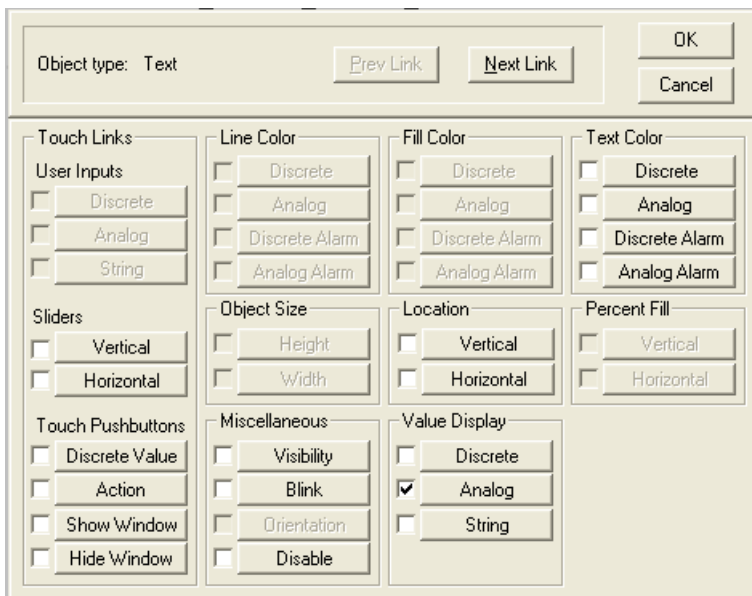 Object type: Text
Prev Link
Next Link
OK
Cancel
Touch Links
User Inputs
Discrete
Analog
String
Sliders
Vertical
Horizontal
Touch Pushbuttons
Discrete Value
Action
Show Window
Hide Window
Line Color
Discrete
Analog
Discrete Alarm
Analog Alarm
Object Size
Height
Width
Miscellaneous
Visibility
Blink
Orientation
Disable
Fill Color
Discrete
Analog
Discrete Alarm
Analog Alarm
Location
Vertical
Horizontal
Value Display
Discrete
Analog
String
Text Color
Discrete
Analog
Discrete Alarm
Analog Alarm
Percent Fill
Vertical
Horizontal